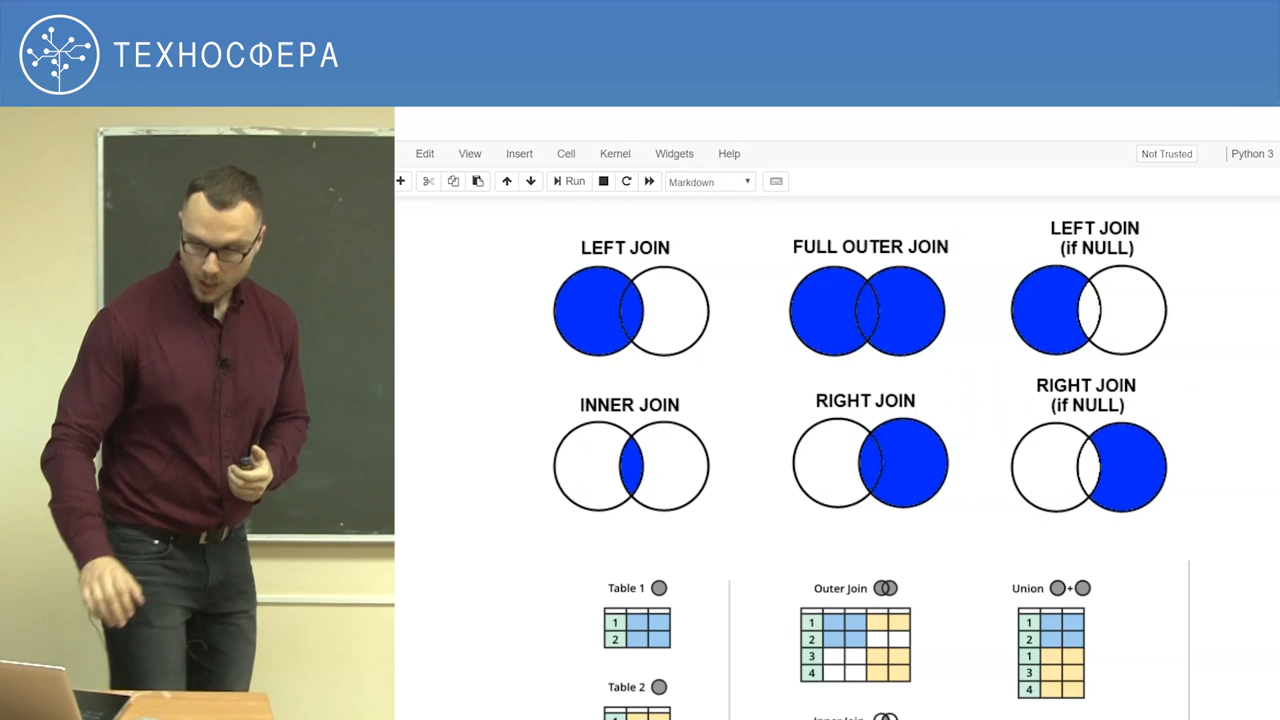 ТЕХНОСФЕРА
Edit View Insert Cell Kernel Widgets Help
Not Trusted
Python 3
Run
Markdown
LEFT JOIN
FULL OUTER JOIN
LEFT JOIN
(if NULL)
INNER JOIN
RIGHT JOIN
RIGHT JOIN
(if NULL)
Table 1
1
2
Table 2
Outer Join
1
2
3
4
Union
+
1
2
1
3
4